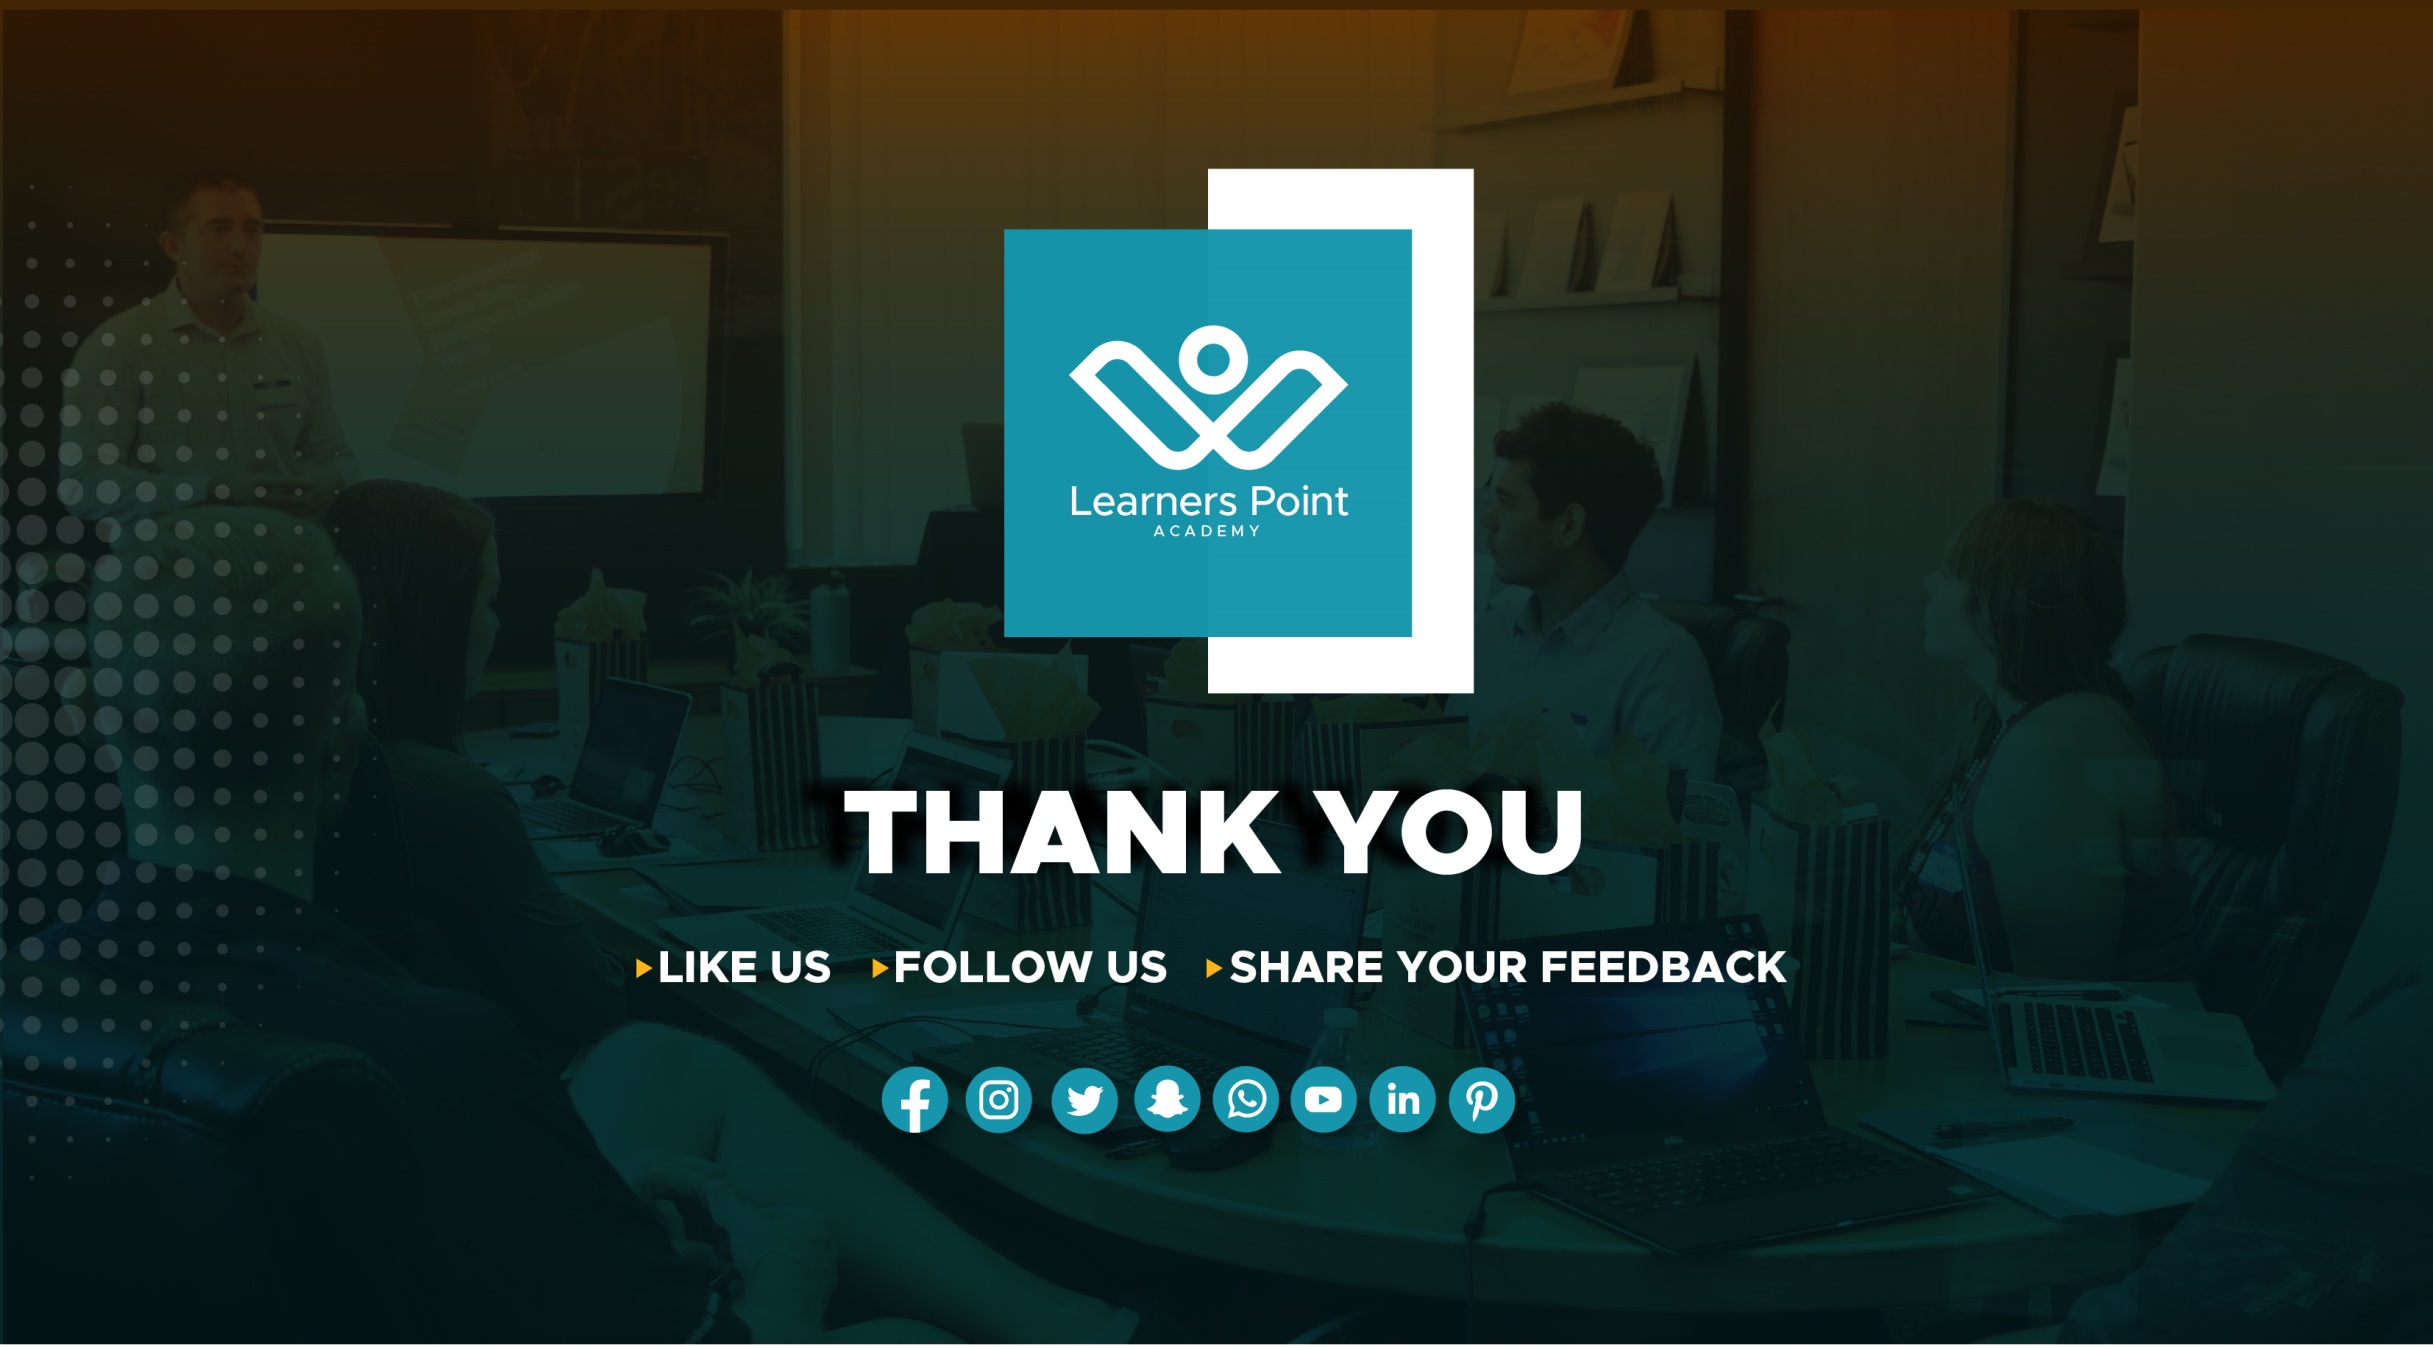 Learners Point
ACADEMY
THANK YOU
LIKE US FOLLOW US SHARE YOUR FEEDBACK